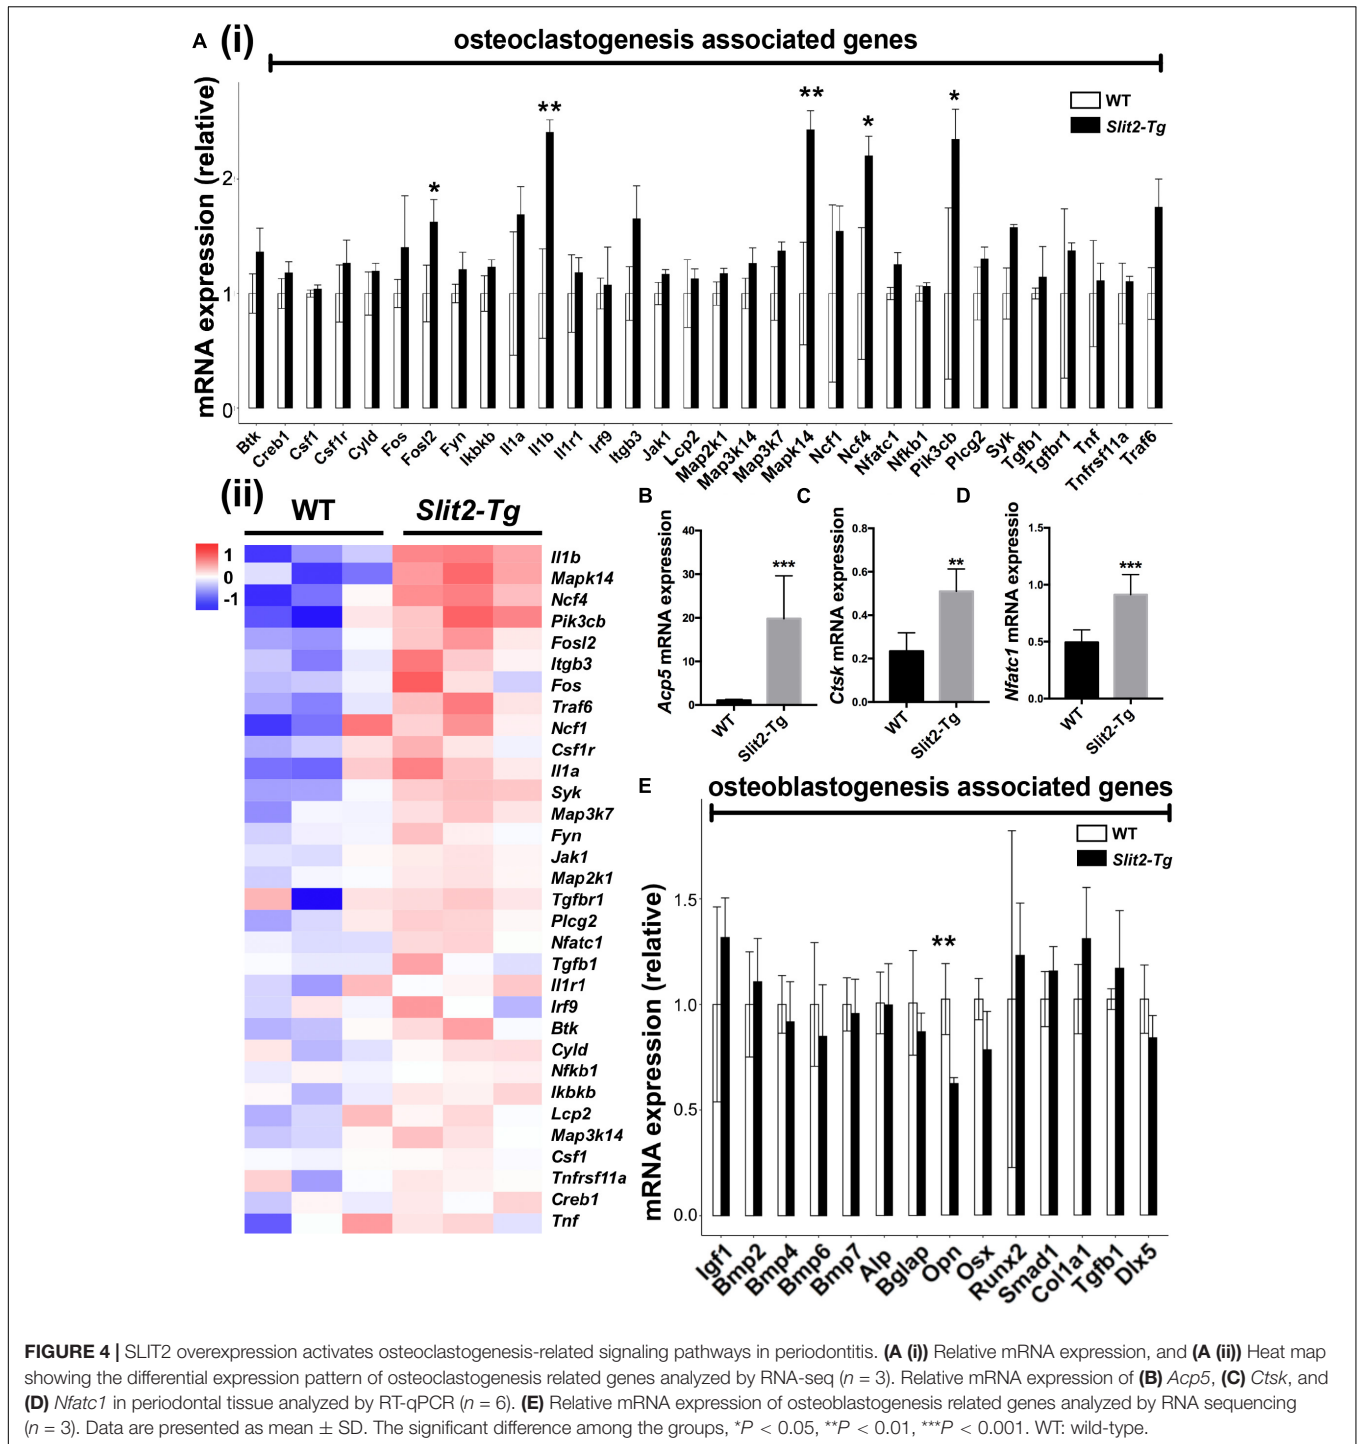 A (i) osteoclastogenesis associated genes
WT
Slit2-Tg
mRNA expression (relative)
2
1
0
** ** * * *
Btk Creb1 Csf1 Csf1r Cyld Fos Fosl2 Fyn Ikbkb Il1a Il1b Il1r1 Irf9 Itgb3 Jak1 Lcp2 Map2k1 Map3k14 Map3k7 Mapk14 Ncf1 Ncf4 Nfatc1 Nfkb1 Pik3cb Plcg2 Syk Tgfb1 Tgfbr1 Tnf Tnfrsf11a Traf6
(ii)
WT Slit2-Tg
1
0
-1
Il1b
Mapk14
Ncf4
Pik3cb
Fosl2
Itgb3
Fos
Traf6
Ncf1
Csf1r
Il1a
Syk
Map3k7
Fyn
Jak1
Map2k1
Tgfbr1
Plcg2
Nfatc1
Tgfb1
Il1r1
Irf9
Btk
Cyld
Nfkb1
Ikbkb
Lcp2
Map3k14
Csf1
Tnfrsf11a
Creb1
Tnf
B
Acp5 mRNA expression
40
30
20
10
0
***
WT Slit2-Tg
C
Ctsk mRNA expression
0.8
0.6
0.4
0.2
0.0
**
WT Slit2-Tg
D
Nfatc1 mRNA expressio
1.5
1.0
0.5
0.0
***
WT Slit2-Tg
E osteoblastogenesis associated genes
WT
Slit2-Tg
mRNA expression (relative)
1.5
1.0
0.5
0.0
**
Igf1 Bmp2 Bmp4 Bmp6 Bmp7 Alp Bglap Opn Osx Runx2 Smad1 Col1a1 Tgfb1 Dlx5
FIGURE 4 | SLIT2 overexpression activates osteoclastogenesis-related signaling pathways in periodontitis. (A (i)) Relative mRNA expression, and (A (ii)) Heat map
showing the differential expression pattern of osteoclastogenesis related genes analyzed by RNA-seq (n = 3). Relative mRNA expression of (B) Acp5, (C) Ctsk, and
(D) Nfatc1 in periodontal tissue analyzed by RT-qPCR (n = 6). (E) Relative mRNA expression of osteoblastogenesis related genes analyzed by RNA sequencing
(n = 3). Data are presented as mean ± SD. The significant difference among the groups, *P < 0.05, **P < 0.01, ***P < 0.001. WT: wild-type.